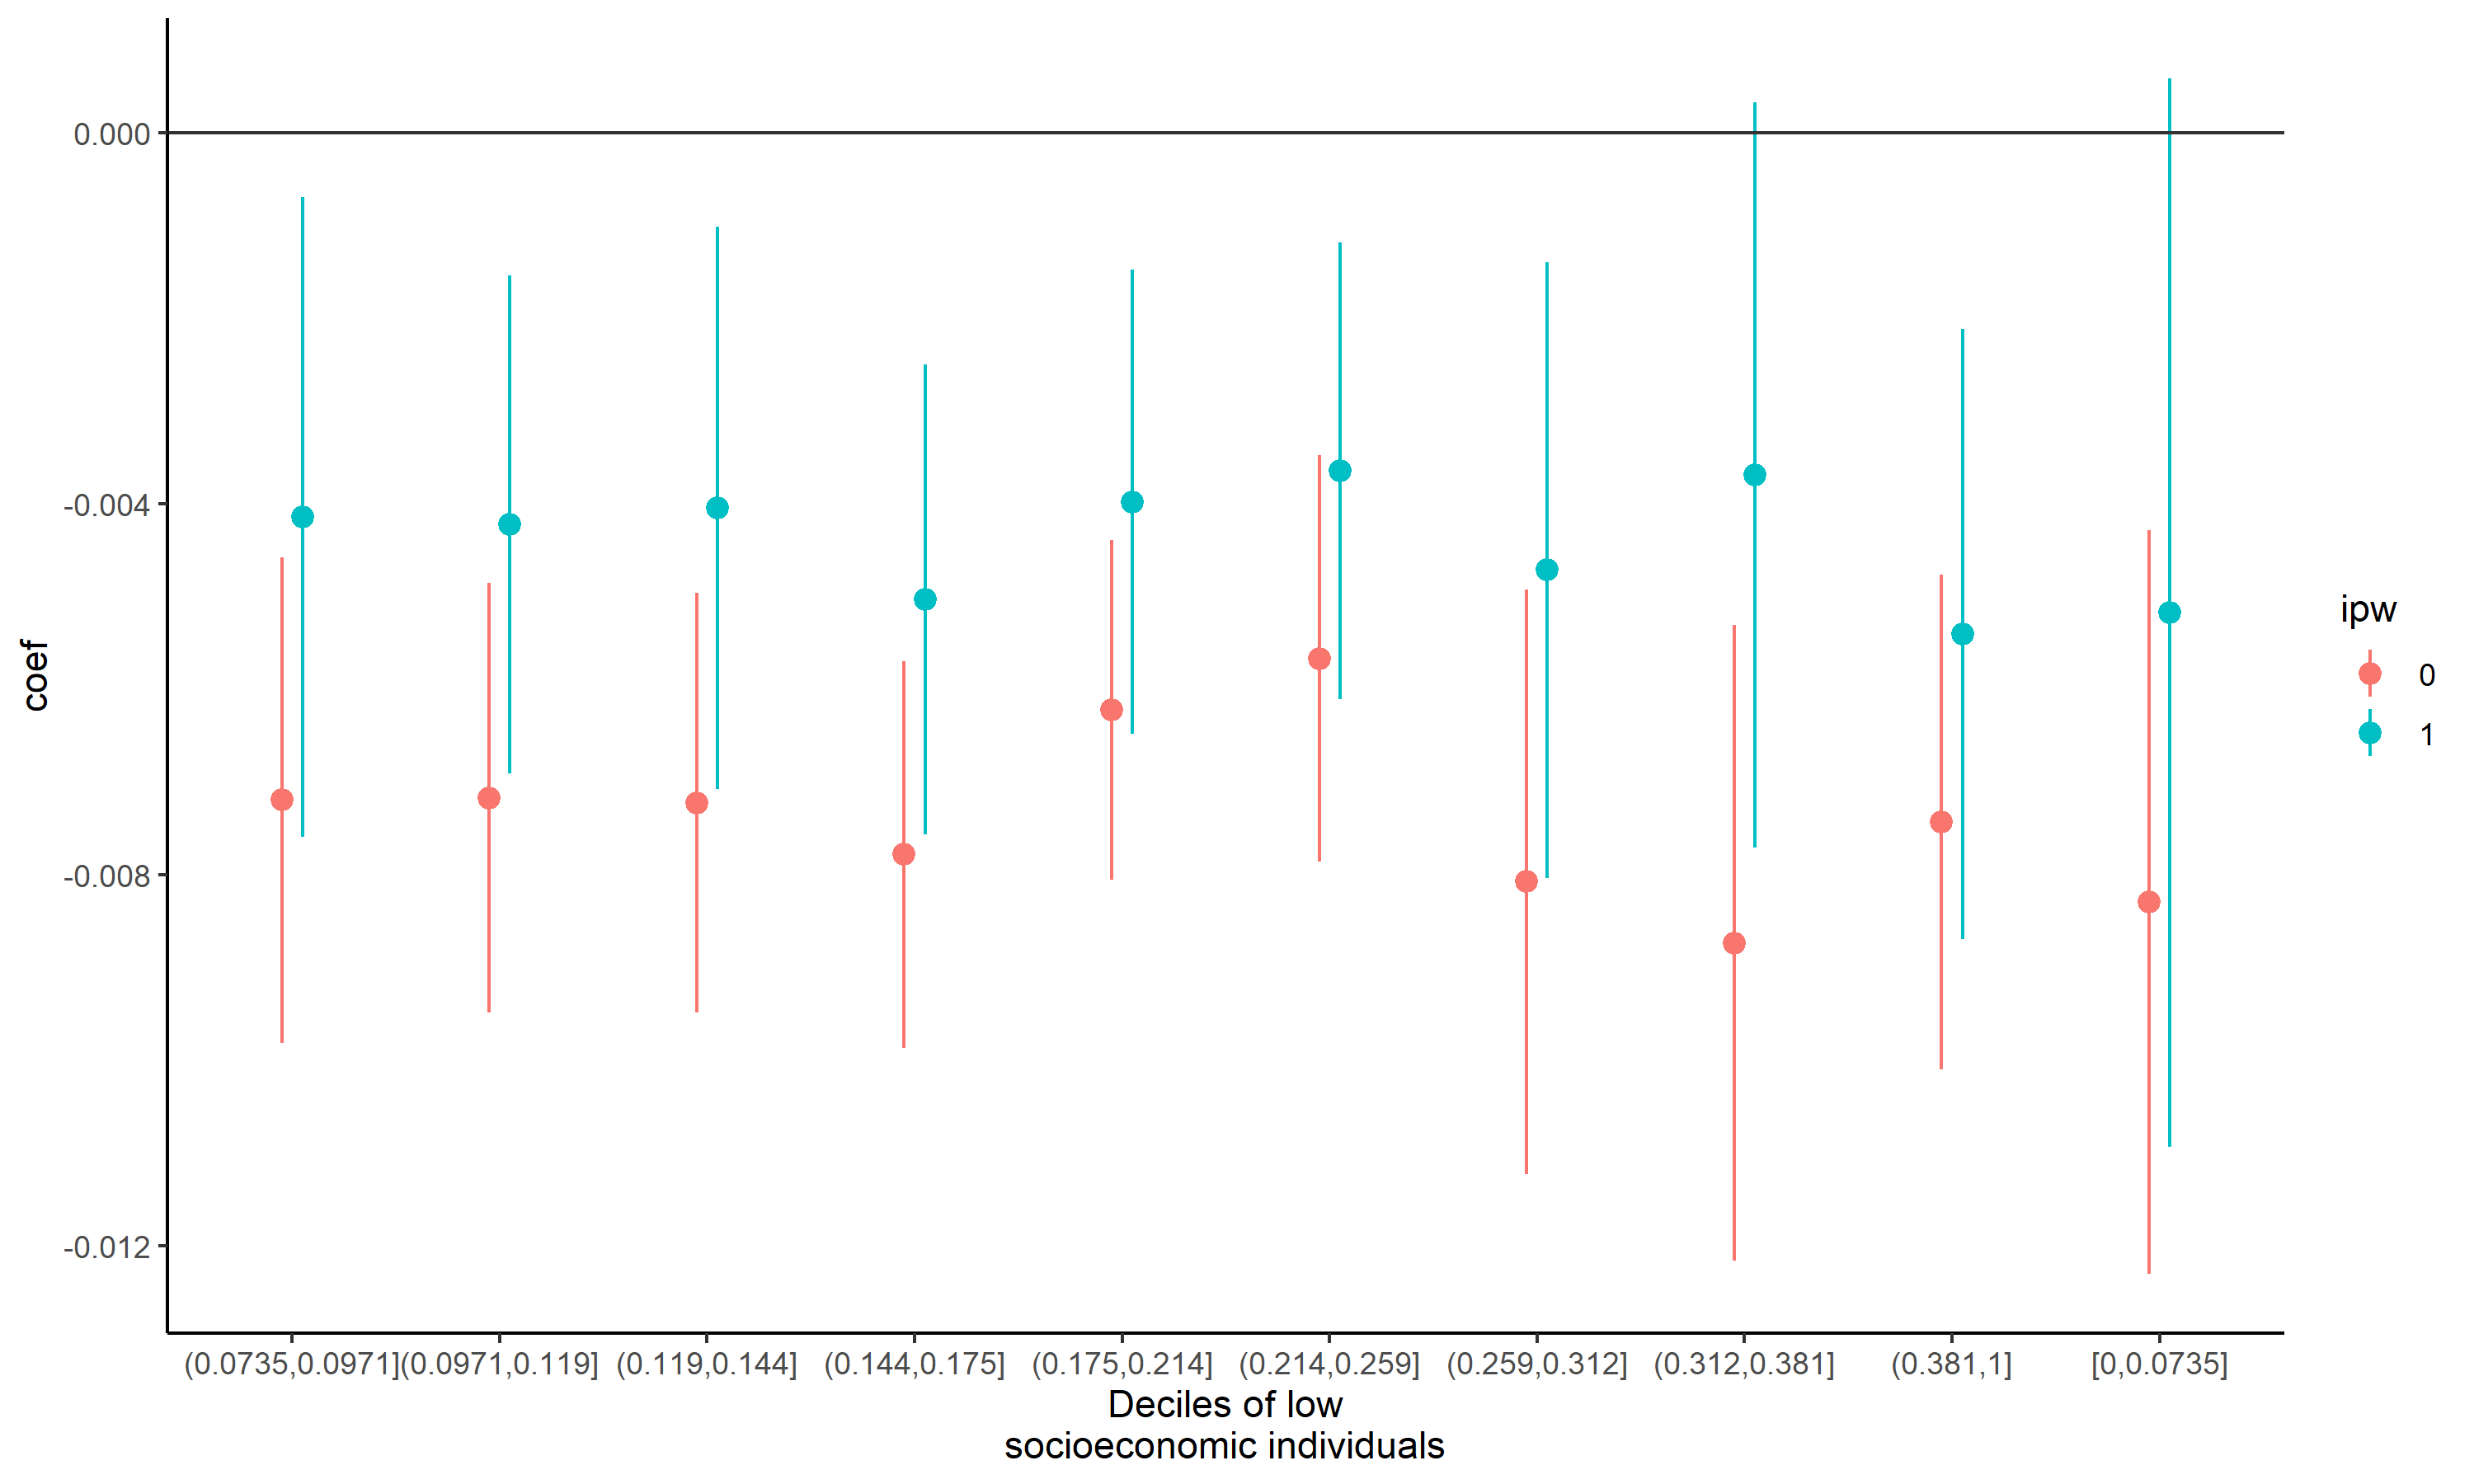 0.000
-0.004
-0.008
-0.012
coef
(0.0735,0.0971] (0.0971,0.119] (0.119,0.144] (0.144,0.175] (0.175,0.214] (0.214,0.259] (0.259,0.312] (0.312,0.381] (0.381,1] [0,0.0735]
Deciles of low
socioeconomic individuals
ipw
0
1